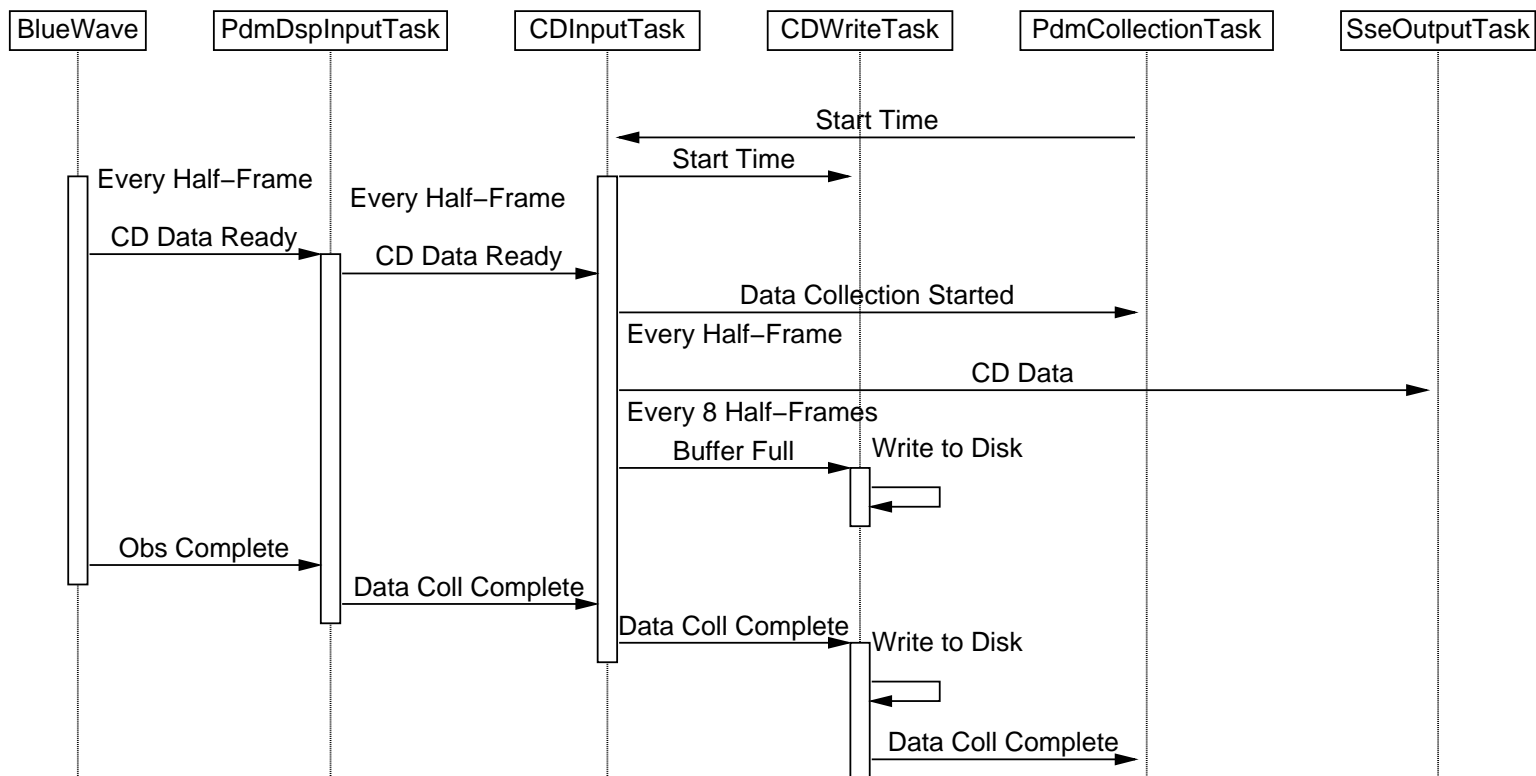 BlueWave
PdmDspInputTask
CDInputTask
CDWriteTask
PdmCollectionTask
SseOutputTask
Start Time
Start Time
Every Half−Frame
Every Half−Frame
CD Data Ready
CD Data Ready
Data Collection Started
Every Half−Frame
CD Data
Every 8 Half−Frames
Buffer Full
Write to Disk
Obs Complete
Data Coll Complete
Data Coll Complete
Write to Disk
Data Coll Complete